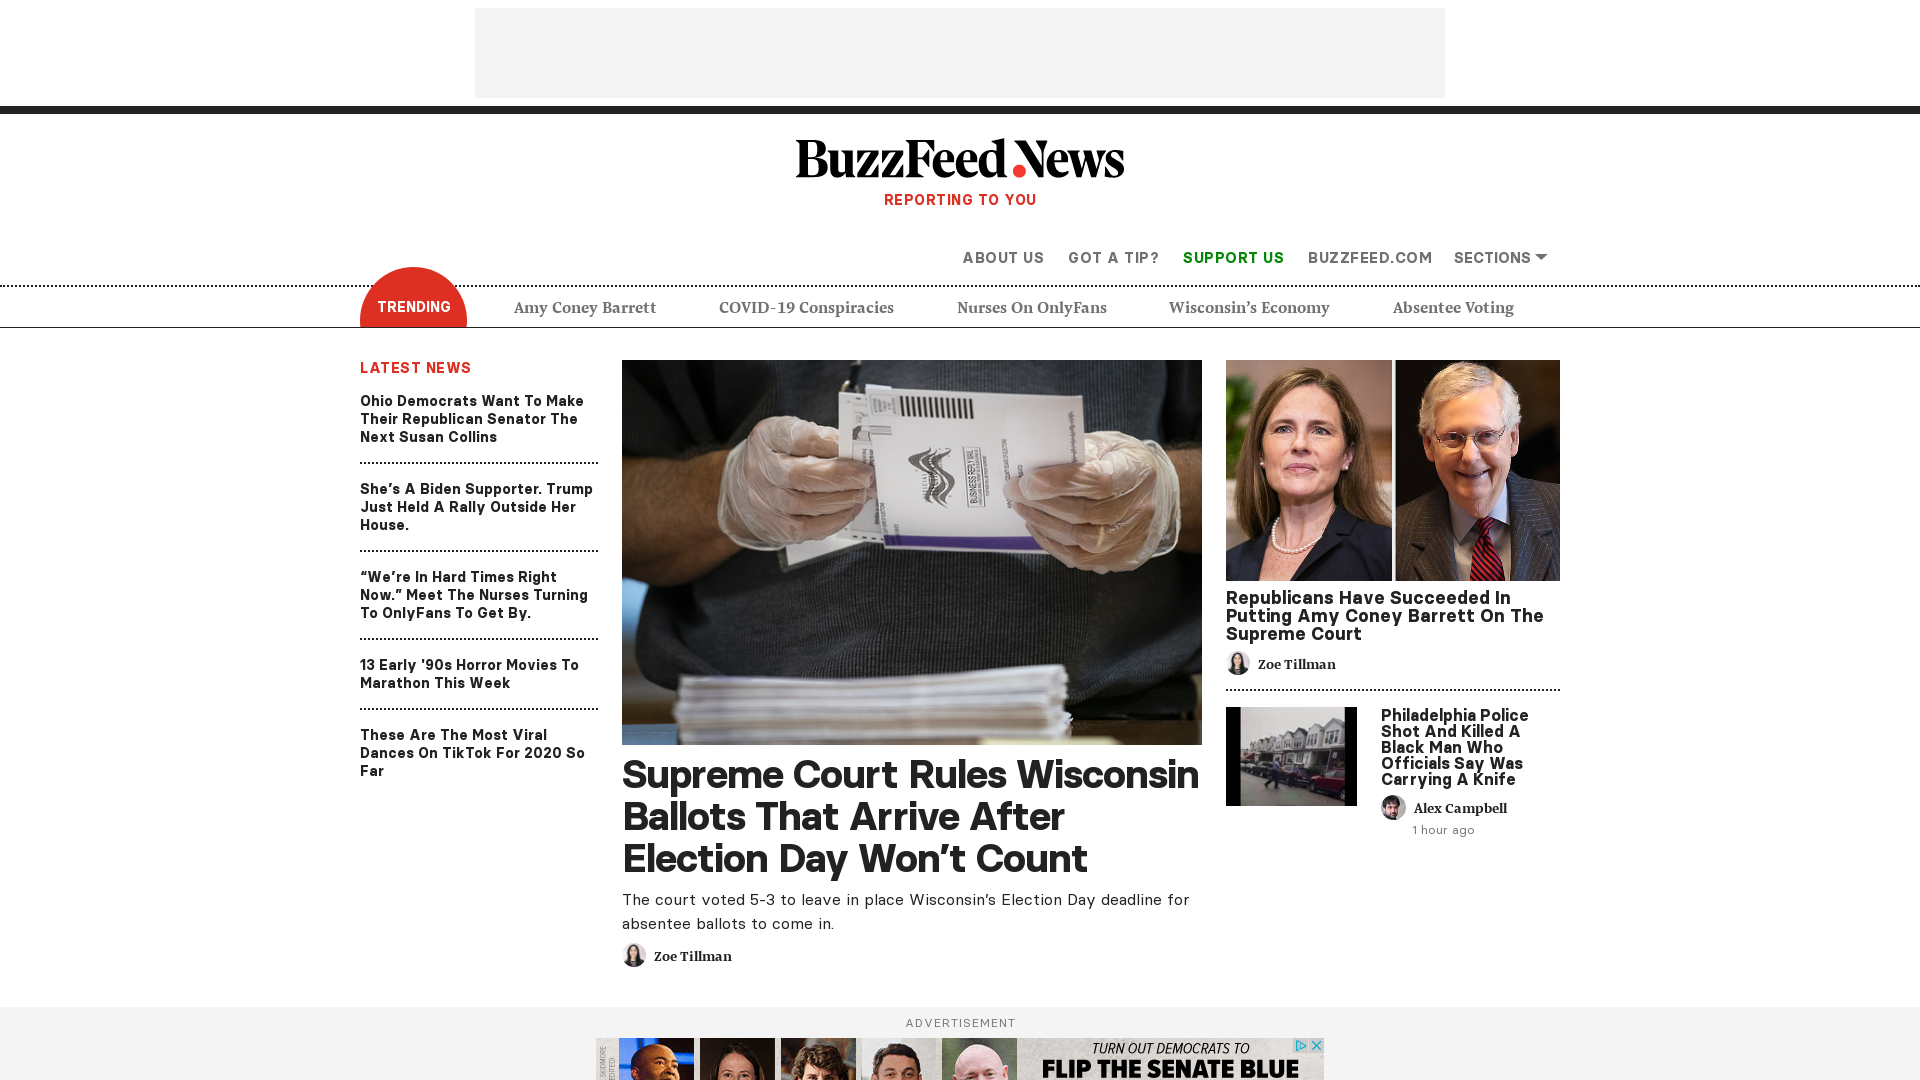 BuzzFeed News
REPORTING TO YOU
ABOUT US
GOT A TIP?
SUPPORT US
BUZZFEED.COM
SECTIONS
TRENDING
Amy Coney Barrett
COVID-19 Conspiracies
Nurses On OnlyFans
Wisconsin’s Economy
Absentee Voting
LATEST NEWS
Ohio Democrats Want To Make
Their Republican Senator The
Next Susan Collins
She’s A Biden Supporter. Trump
Just Held A Rally Outside Her
House.
“We’re In Hard Times Right
Now.” Meet The Nurses Turning
To OnlyFans To Get By.
13 Early '90s Horror Movies To
Marathon This Week
These Are The Most Viral
Dances On TikTok For 2020 So
Far
BUSINESS REPLY MAIL
Supreme Court Rules Wisconsin
Ballots That Arrive After
Election Day Won’t Count
The court voted 5-3 to leave in place Wisconsin’s Election Day deadline for
absentee ballots to come in.
Zoe Tillman
Republicans Have Succeeded In
Putting Amy Coney Barrett On The
Supreme Court
Zoe Tillman
Philadelphia Police
Shot And Killed A
Black Man Who
Officials Say Was
Carrying A Knife
Alex Campbell
1 hour ago
ADVERTISEMENT
TURN OUT DEMOCRATS TO
FLIP THE SENATE BLUE